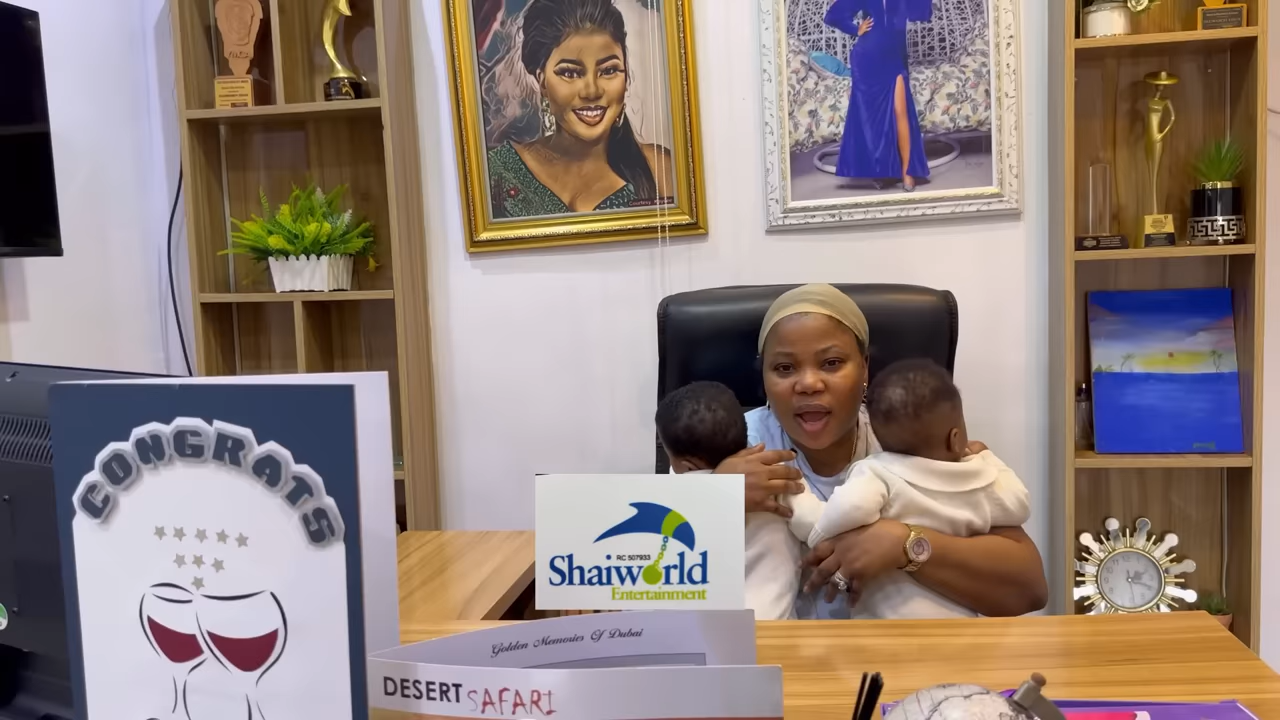 CONGRATS
RC 507933
Shaiworld
Entertainment
Golden Memories Of Dubai
DESERT SAFARI